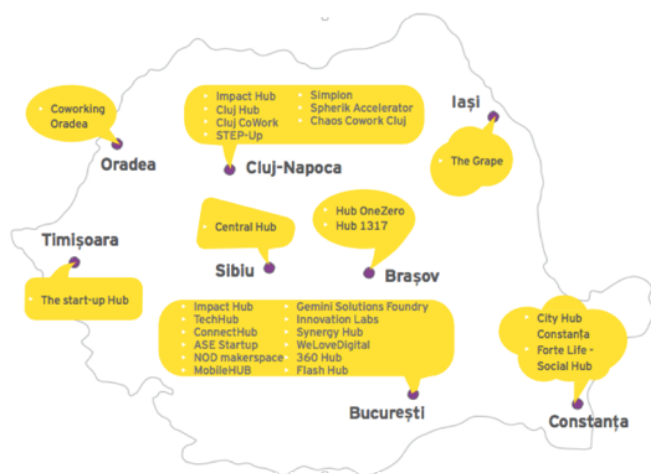 Coworking
Oradea
Oradea
Impact Hub
Cluj Hub
Cluj CoWork
STEP-Up
Simplon
Spherik Accelerator
Chaos Cowork Cluj
Cluj-Napoca
Iași
The Grape
Timișoara
The start-up Hub
Central Hub
Sibiu
Hub OneZero
Hub 1317
Brașov
Impact Hub
TechHub
ConnectHub
ASE Startup
NOD makerspace
MobileHUB
Gemini Solutions Foundry
Innovation Labs
Synergy Hub
WeLoveDigital
360 Hub
Flash Hub
București
City Hub
Constanța
Forte Life -
Social Hub
Constanța